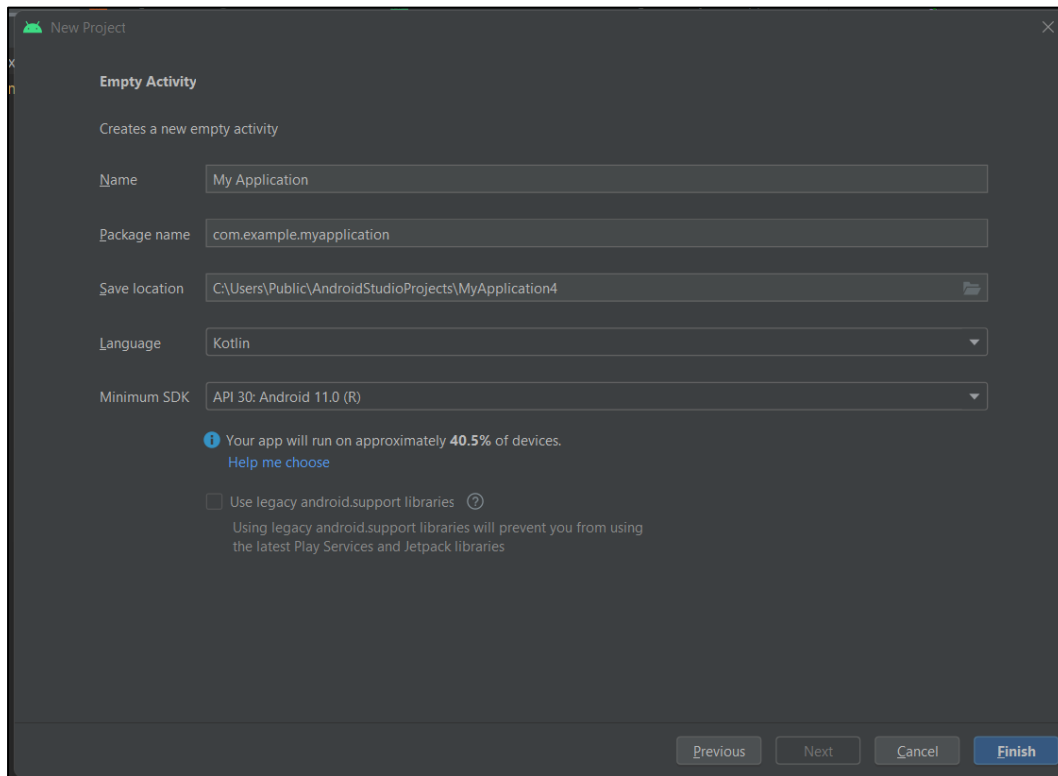 New Project
x
n
Empty Activity
Creates a new empty activity
Name My Application
Package name com.example.myapplication
Save location C:\Users\Public\AndroidStudioProjects\MyApplication4
Language Kotlin
Minimum SDK API 30: Android 11.0 (R)
Your app will run on approximately 40.5% of devices.
Help me choose
Use legacy android.support libraries ?
Using legacy android.support libraries will prevent you from using
the latest Play Services and Jetpack libraries
Previous Next Cancel Finish